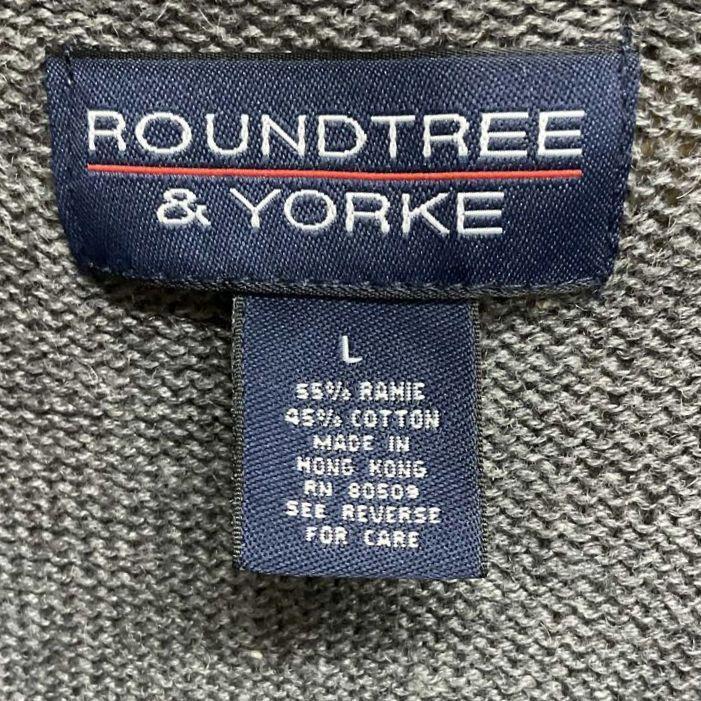 ROUNDTREE
& YORKE
L
55% RAMIE
45% COTTON
MADE IN
HONG KONG
RN 80509
SEE REVERSE
FOR CARE